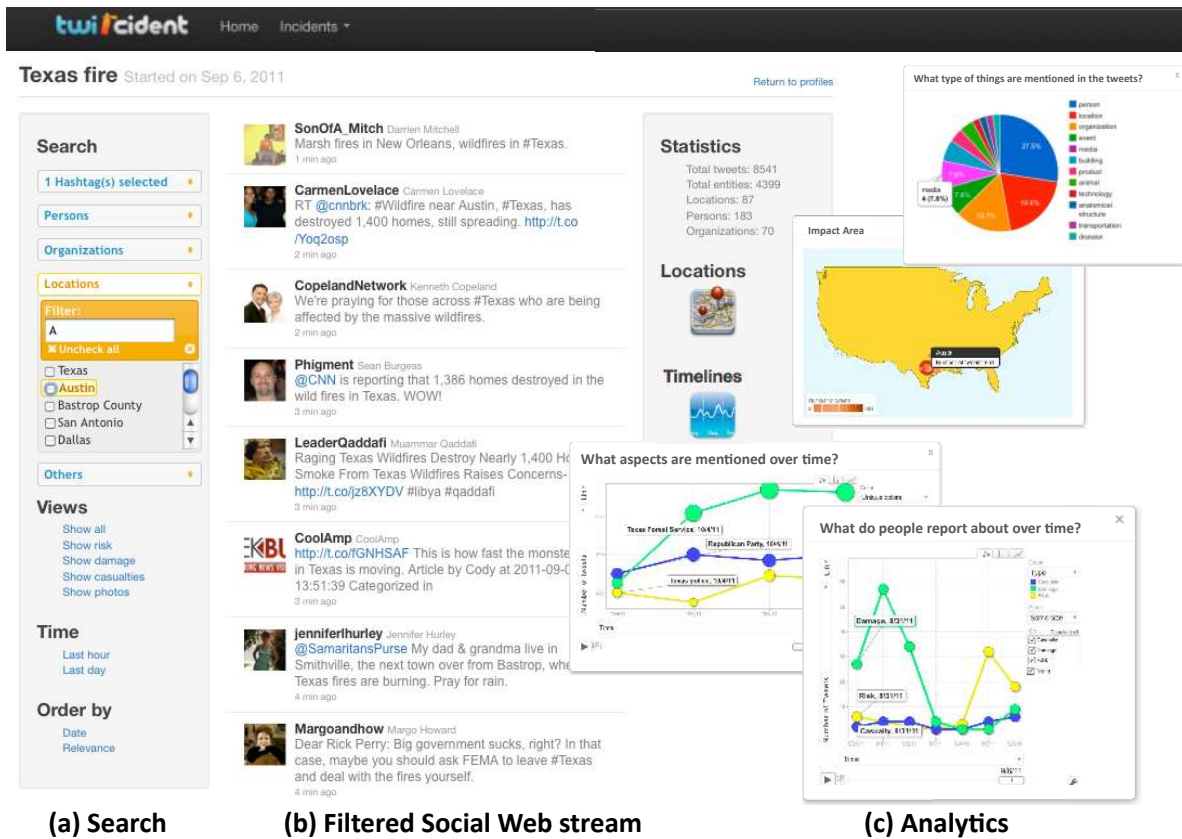 twitcident
Home Incidents
Texas fire Started on Sep 6, 2011
Return to profiles
Search
1 Hashtag(s) selected
Persons
Organizations
Locations
Filter:
A
Uncheck all
Texas
Austin
Bastrop County
San Antonio
Dallas
Others
Views
Show all
Show risk
Show damage
Show casualties
Show photos
Time
Last hour
Last day
Order by
Date
Relevance
SonOfA_Mitch Darrien Mitchell
Marsh fires in New Orleans, wildfires in #Texas.
1 min ago
CarmenLovelace Carmen Lovelace
RT @cnnbrk: #Wildfire near Austin, #Texas, has
destroyed 1,400 homes, still spreading. http://t.co
/Yoq2osp
2 min ago
CopelandNetwork Kenneth Copeland
We're praying for those across #Texas who are being
affected by the massive wildfires.
2 min ago
Phigment Sean Burgess
@CNN is reporting that 1,386 homes destroyed in the
wild fires in Texas. WOW!
3 min ago
LeaderQaddafi Muammar Qaddafi
Raging Texas Wildfires Destroy Nearly 1,400 Ho
Smoke From Texas Wildfires Raises Concerns-
http://t.co/jz8XYDV #libya #qaddafi
3 min ago
CoolAmp CoolAmp
http://t.co/fGNHSAF This is how fast the monste
in Texas is moving. Article by Cody at 2011-09-0
13:51:39 Categorized in
3 min ago
jenniferlhurley Jennifer Hurley
@SamaritansPurse My dad & grandma live in
Smithville, the next town over from Bastrop, whe
Texas fires are burning. Pray for rain.
4 min ago
Margoandhow Margo Howard
Dear Rick Perry: Big government sucks, right? In that
case, maybe you should ask FEMA to leave #Texas
and deal with the fires yourself.
4 min ago
Statistics
Total tweets: 8541
Total entities: 4399
Locations: 87
Persons: 183
Organizations: 70
Locations
Timelines
What type of things are mentioned in the tweets?
x
person
location
organization
event
media
building
product
animal
technology
anatomical
structure
transportation
disease
27.5%
7.8%
media
4 (7.8%)
Impact Area
Austin
What aspects are mentioned over time?
x
Unique colors
Texas Forest Service, 10/4/11
Republican Party, 10/4/11
Texas police, 10/4/11
Number of tweets
Time
What do people report about over time?
x
Type
Same size
Damage, 8/31/11
Risk, 8/31/11
Casualty, 8/31/11
Number of Tweets
Time
(a) Search
(b) Filtered Social Web stream
(c) Analytics